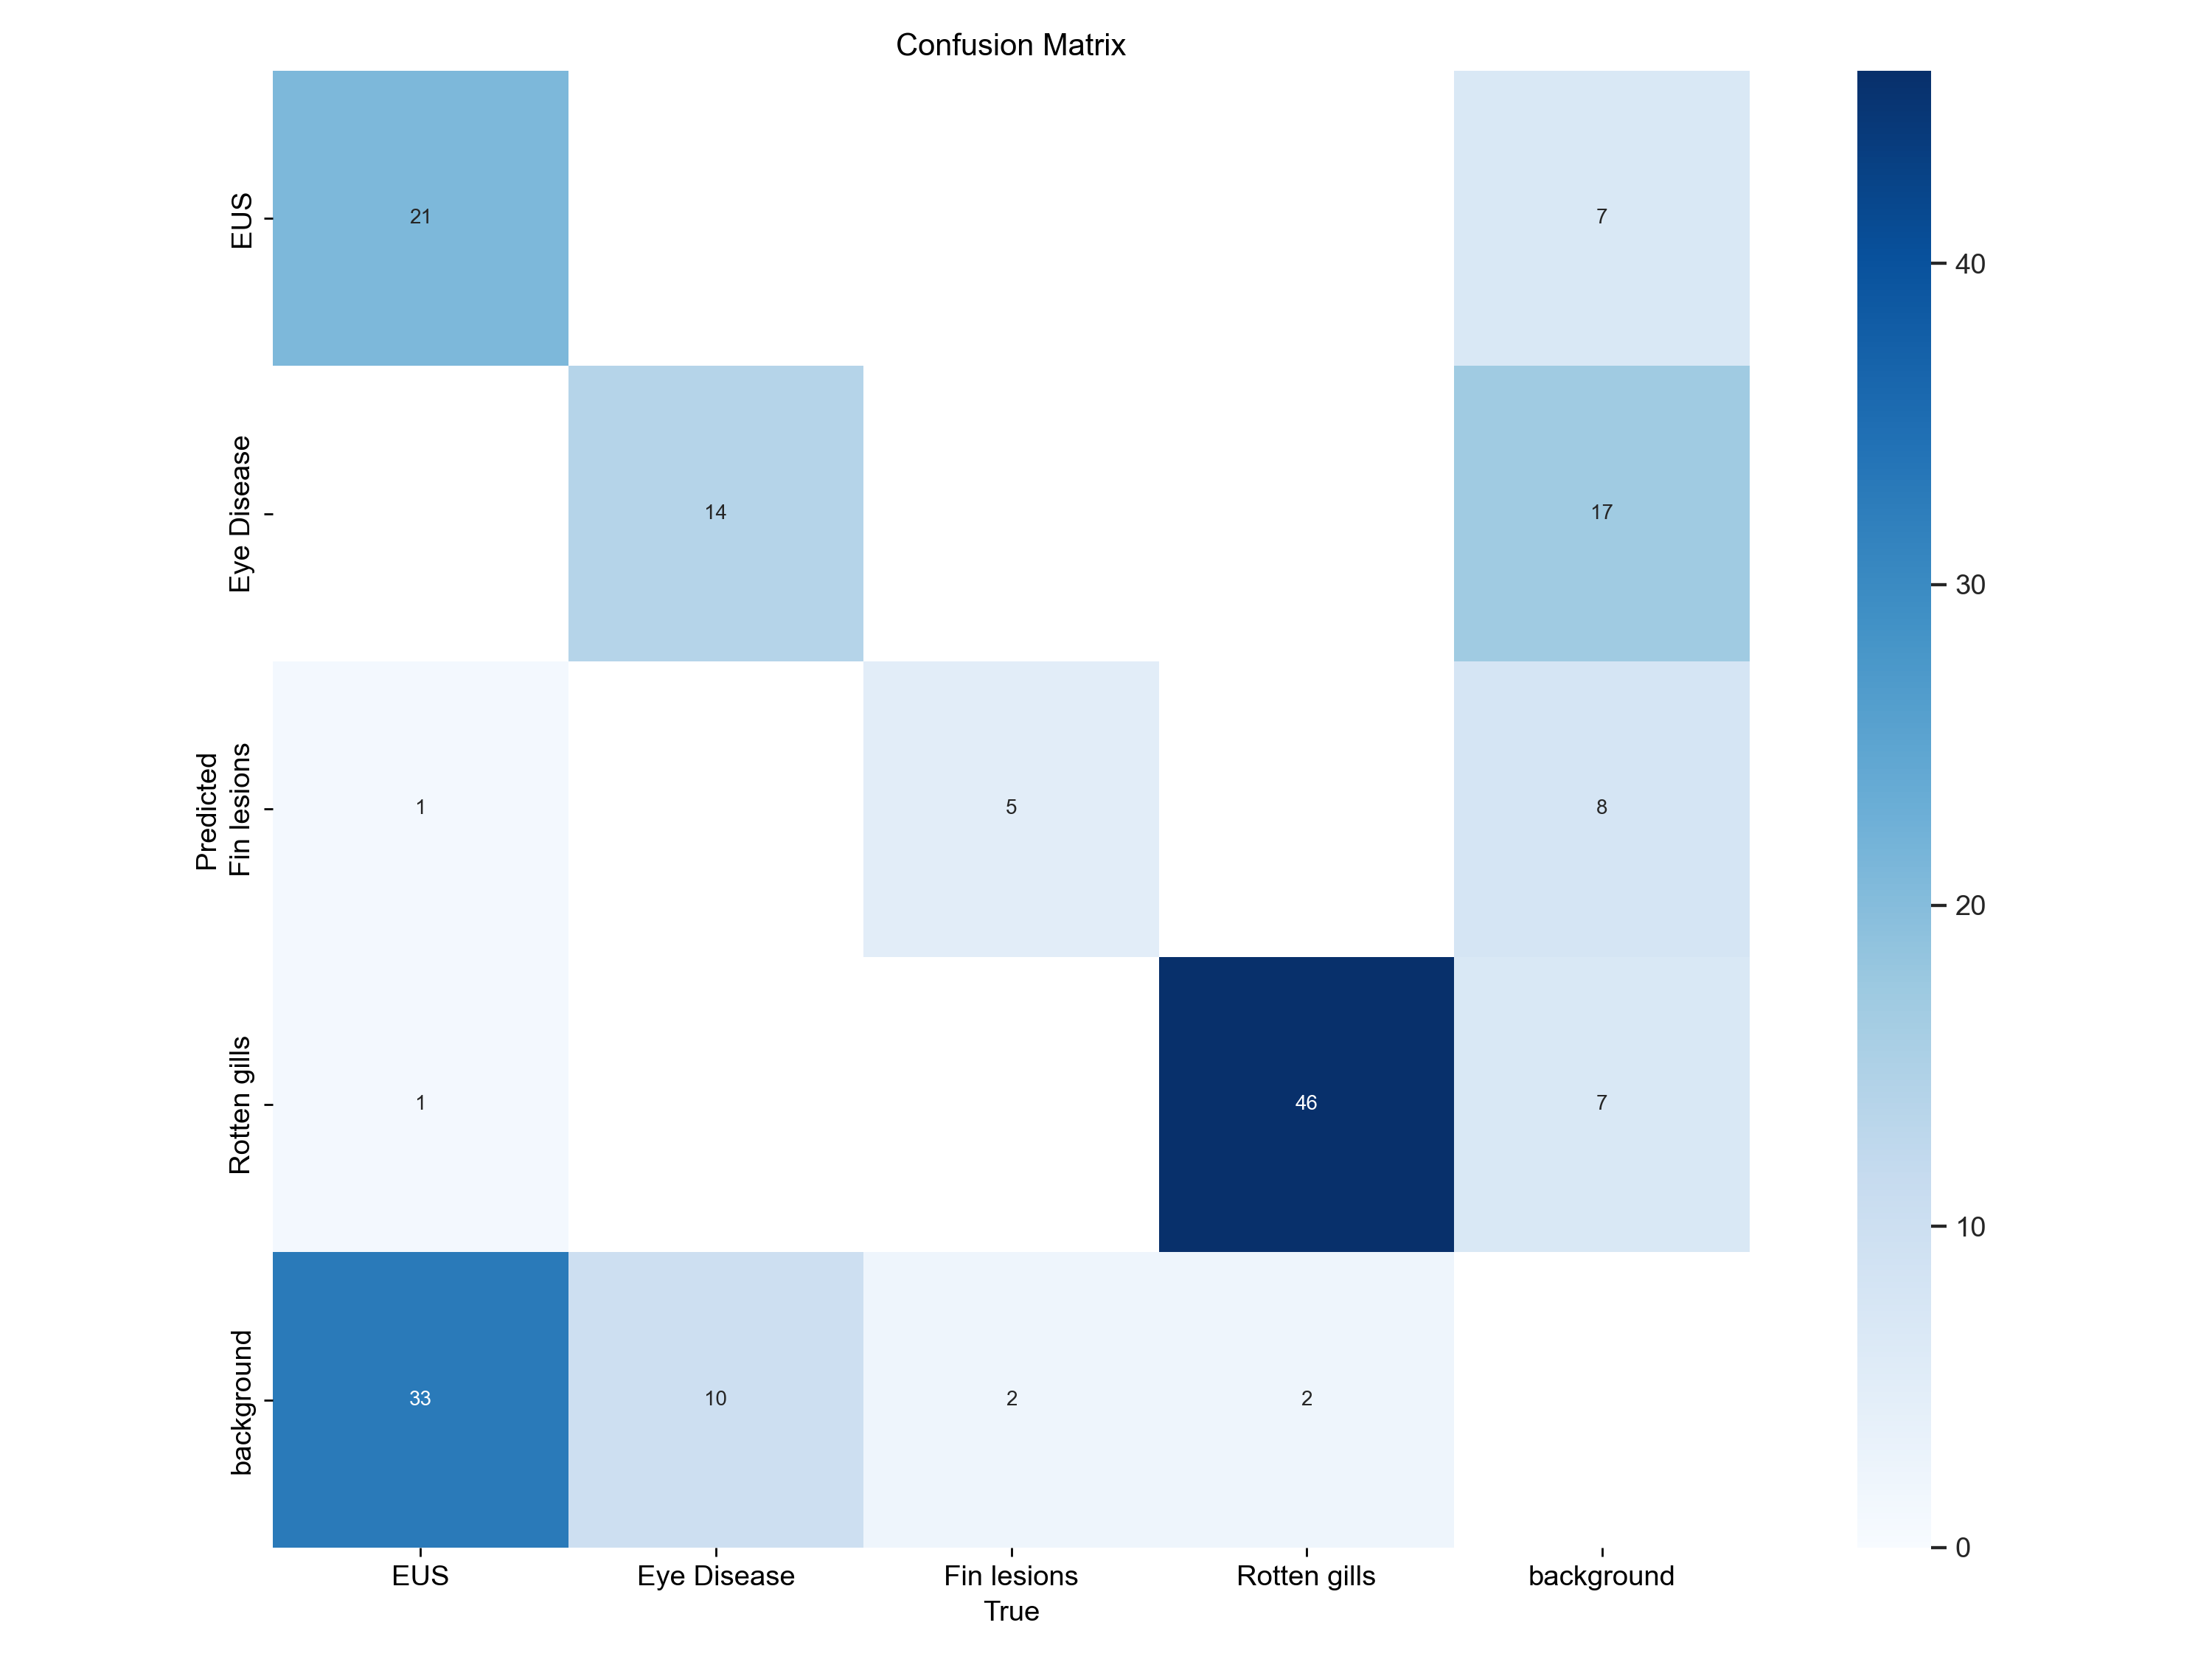 Confusion Matrix
EUS
21
7
40
Eye Disease
14
17
30
Predicted
Fin lesions
1
5
8
20
Rotten gills
1
46
7
10
background
33
10
2
2
0
EUS
Eye Disease
Fin lesions
Rotten gills
background
True